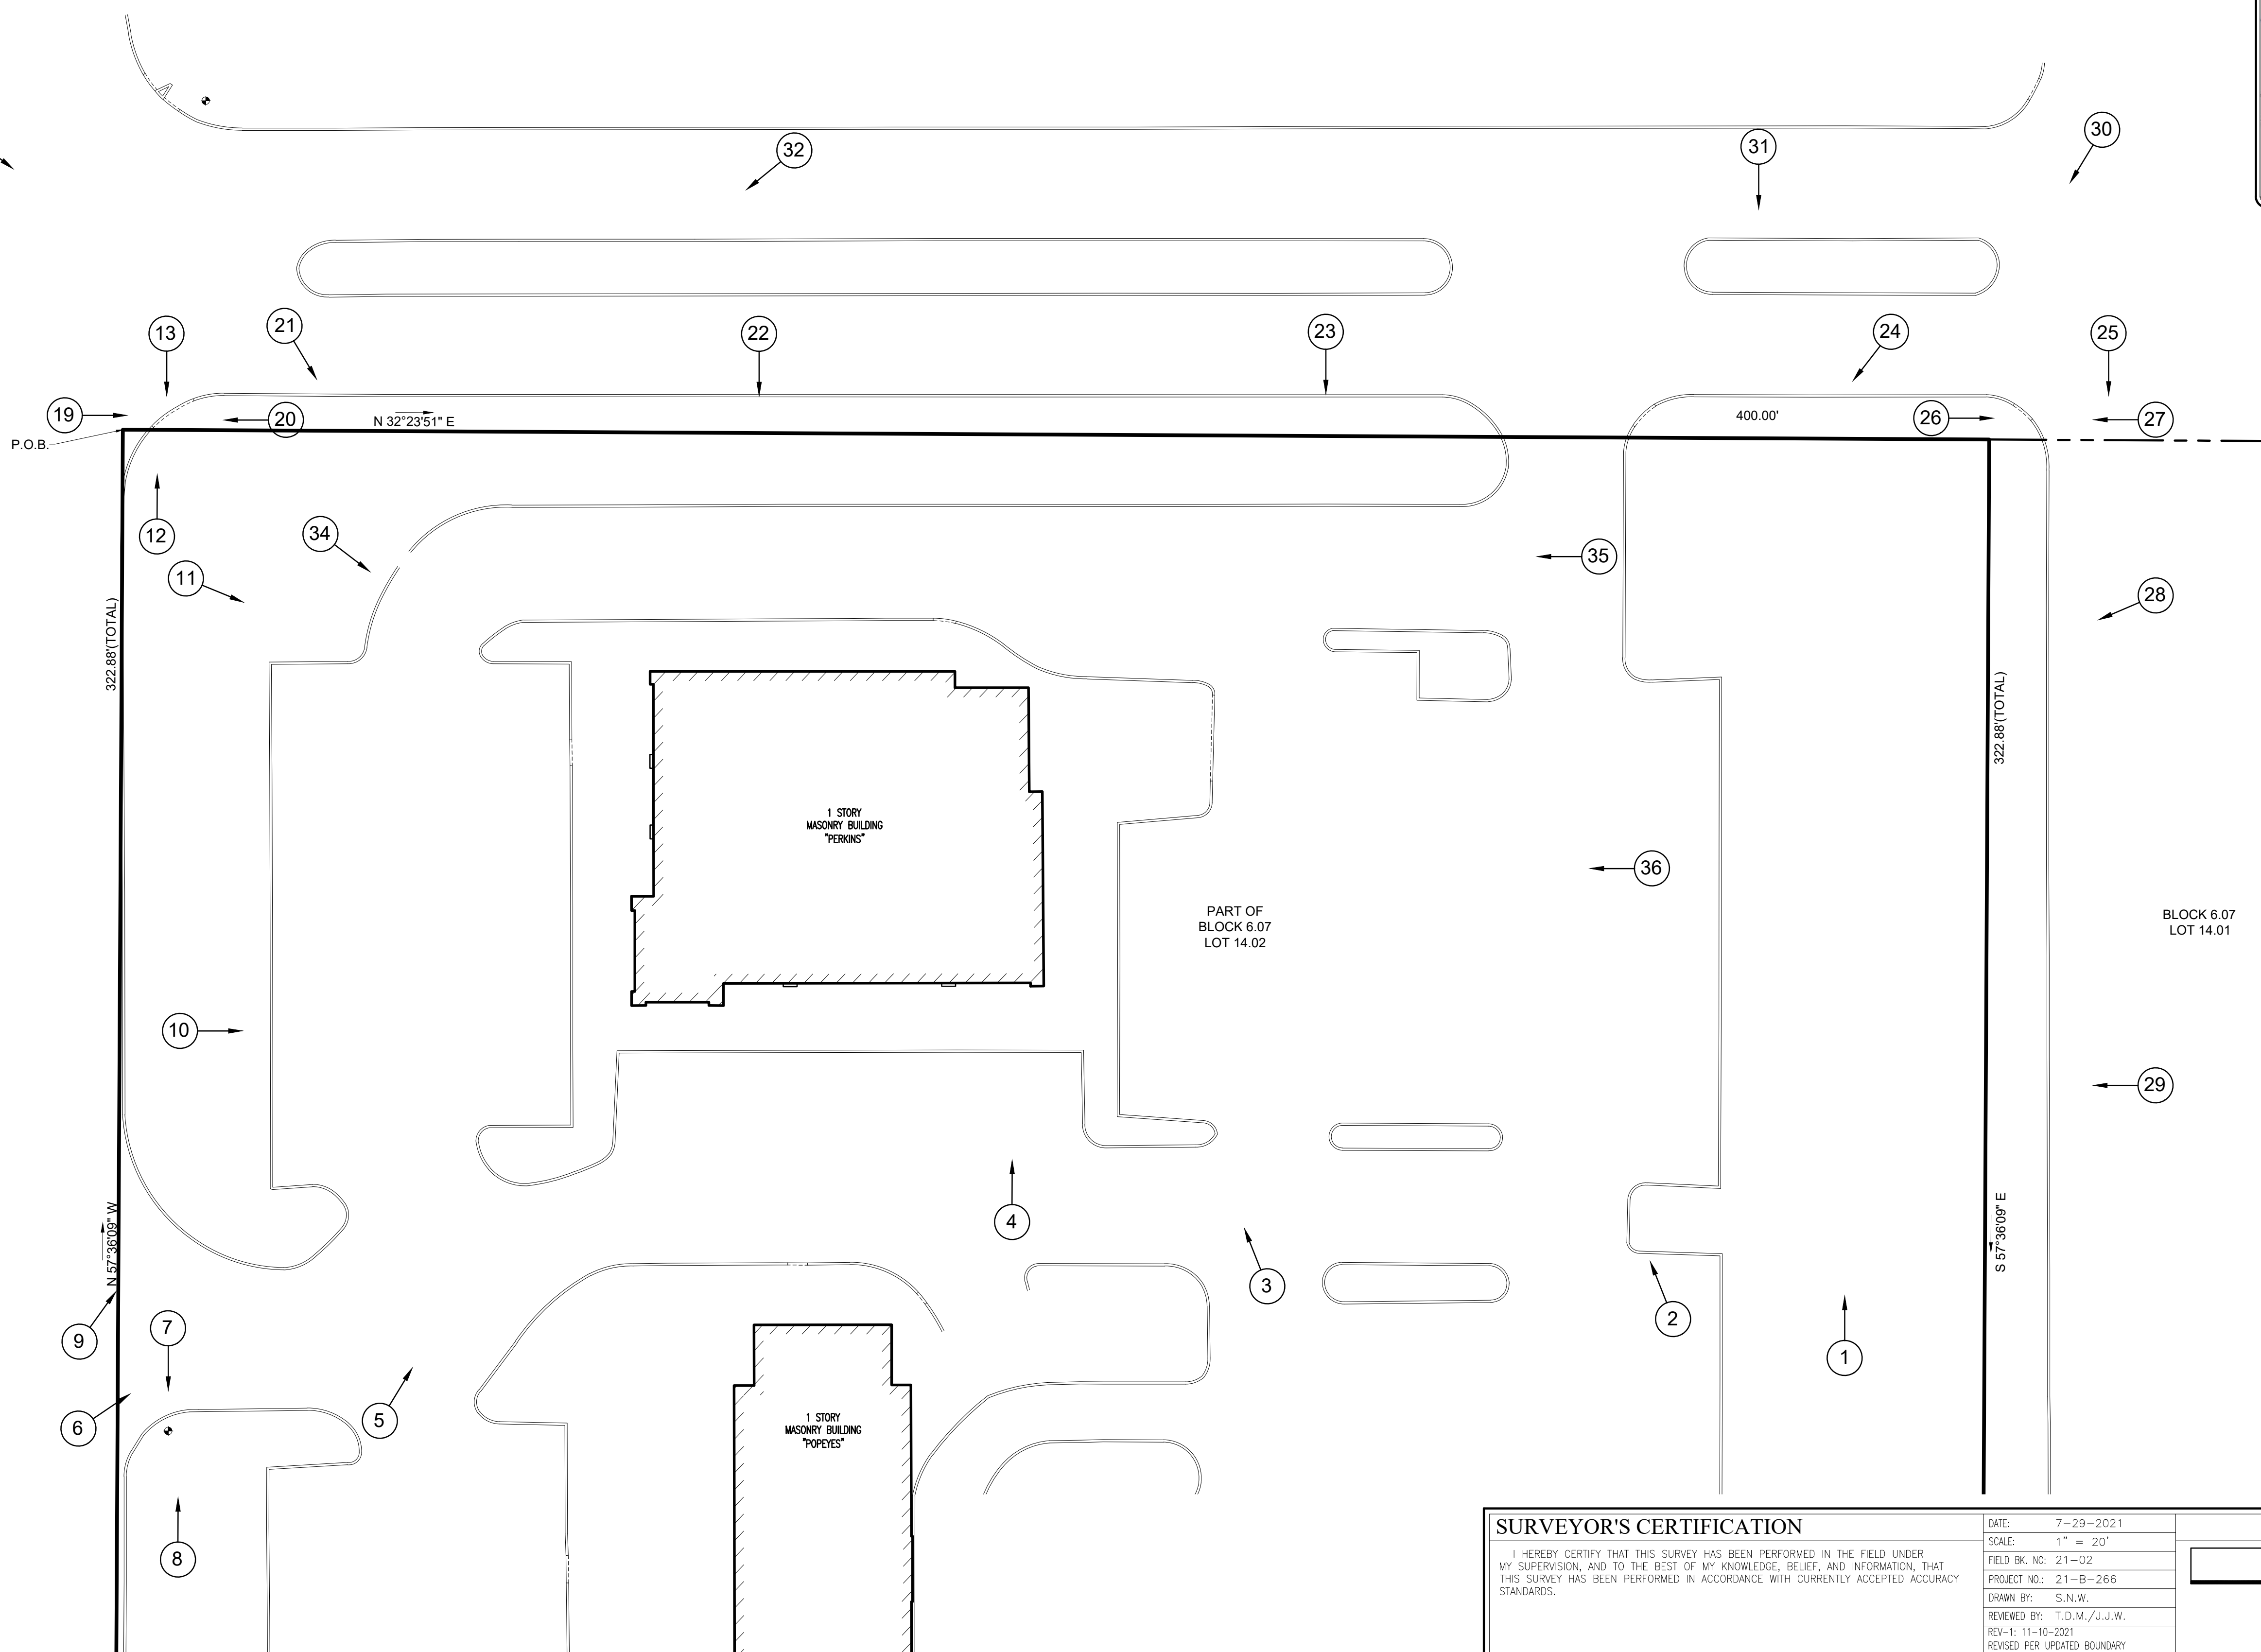 32
31
30
13
21
22
23
24
25
19
20
N 32°23'51" E
400.00'
26
27
P.O.B.
12
34
35
11
28
322.88'(TOTAL)
322.88'(TOTAL)
1 STORY
MASONRY BUILDING
"PERKINS"
36
PART OF
BLOCK 6.07
LOT 14.02
BLOCK 6.07
LOT 14.01
10
29
4
N 57°36'09" W
S 57°36'09" E
3
2
9
7
1
6
5
1 STORY
MASONRY BUILDING
"POPEYES"
8
SURVEYOR'S CERTIFICATION
I HEREBY CERTIFY THAT THIS SURVEY HAS BEEN PERFORMED IN THE FIELD UNDER
MY SUPERVISION, AND TO THE BEST OF MY KNOWLEDGE, BELIEF, AND INFORMATION, THAT
THIS SURVEY HAS BEEN PERFORMED IN ACCORDANCE WITH CURRENTLY ACCEPTED ACCURACY
STANDARDS.
DATE: 7-29-2021
SCALE: 1" = 20'
FIELD BK. NO: 21-02
PROJECT NO.: 21-B-266
DRAWN BY: S.N.W.
REVIEWED BY: T.D.M./J.J.W.
REV-1: 11-10-2021
REVISED PER UPDATED BOUNDARY